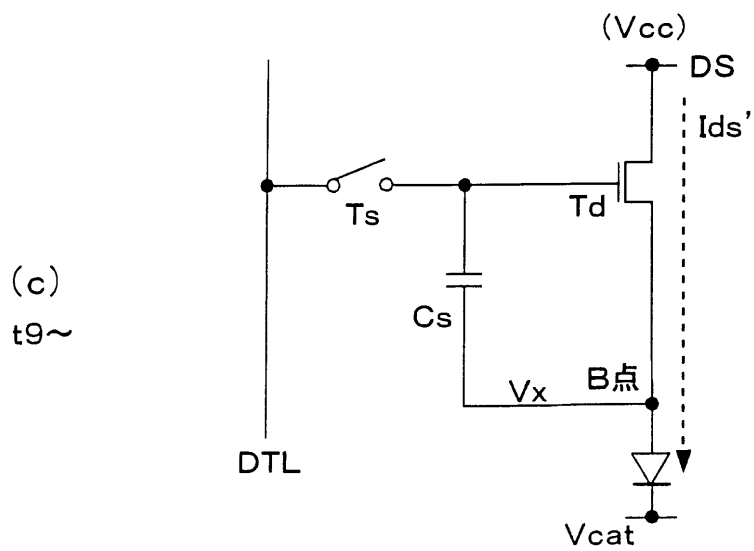 (Vcc)
DS
Ids'
Ts
Td
(c)
t9~
Cs
Vx
B点
DTL
Vcat